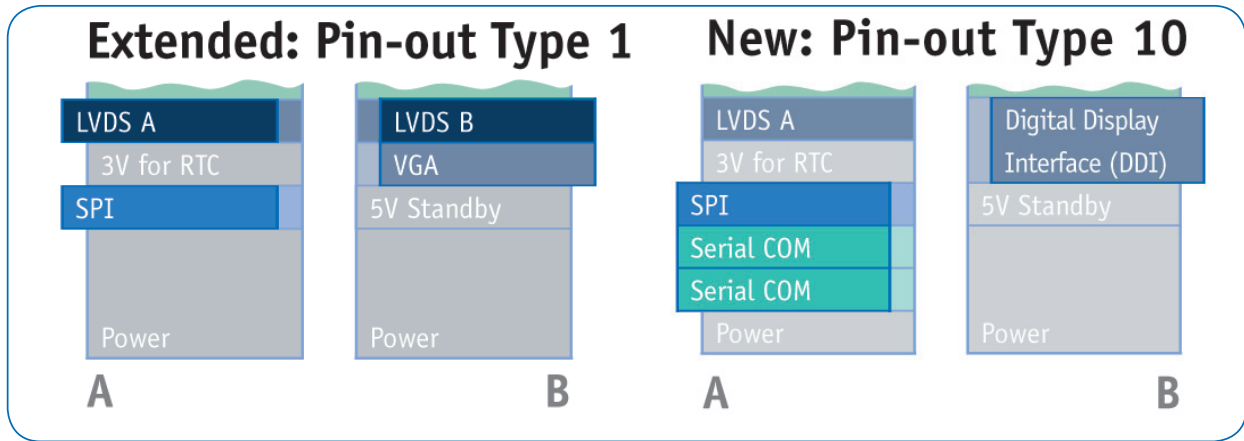 Extended: Pin-out Type 1
LVDS A
3V for RTC
SPI
Power
A
LVDS B
VGA
5V Standby
Power
B
New: Pin-out Type 10
LVDS A
3V for RTC
SPI
Serial COM
Serial COM
Power
A
Digital Display
Interface (DDI)
5V Standby
Power
B